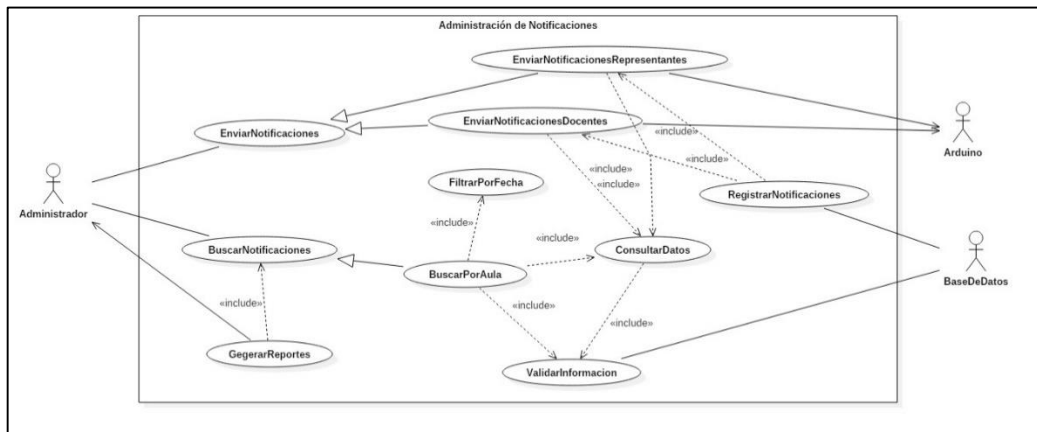 Administración de Notificaciones
EnviarNotificacionesRepresentantes
EnviarNotificacionesDocentes
EnviarNotificaciones
«include»
«include»
Arduino
«include»
«include»
FiltrarPorFecha
RegistrarNotificaciones
Administrador
«include»
BuscarNotificaciones
«include»
ConsultarDatos
BuscarPorAula
BaseDeDatos
«include»
«include»
«include»
GegerarReportes
ValidarInformacion